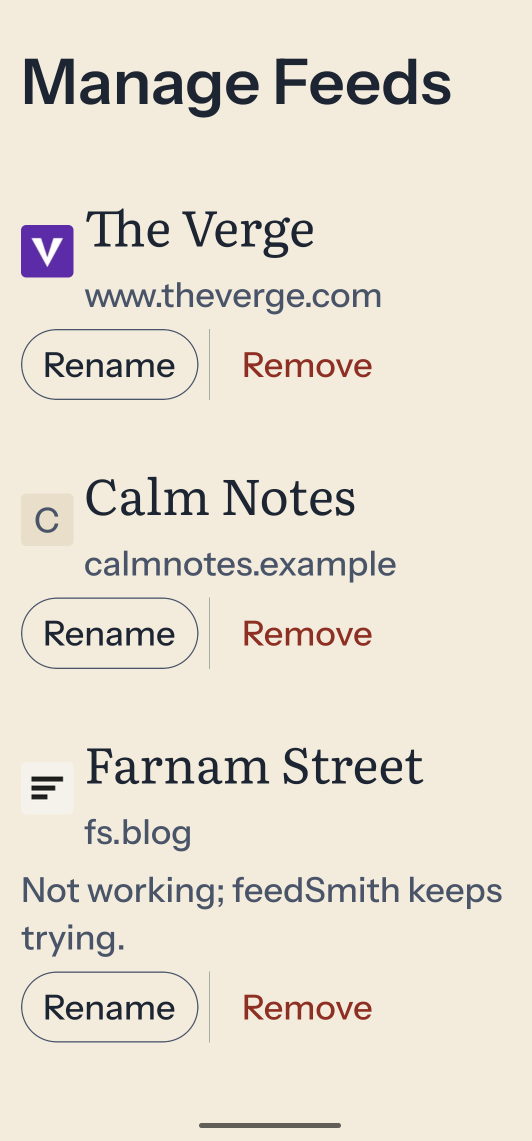 Manage Feeds
V
The Verge
www.theverge.com
Rename
Remove
C
Calm Notes
calmnotes.example
Rename
Remove
Farnam Street
fs.blog
Not working; feedSmith keeps
trying.
Rename
Remove